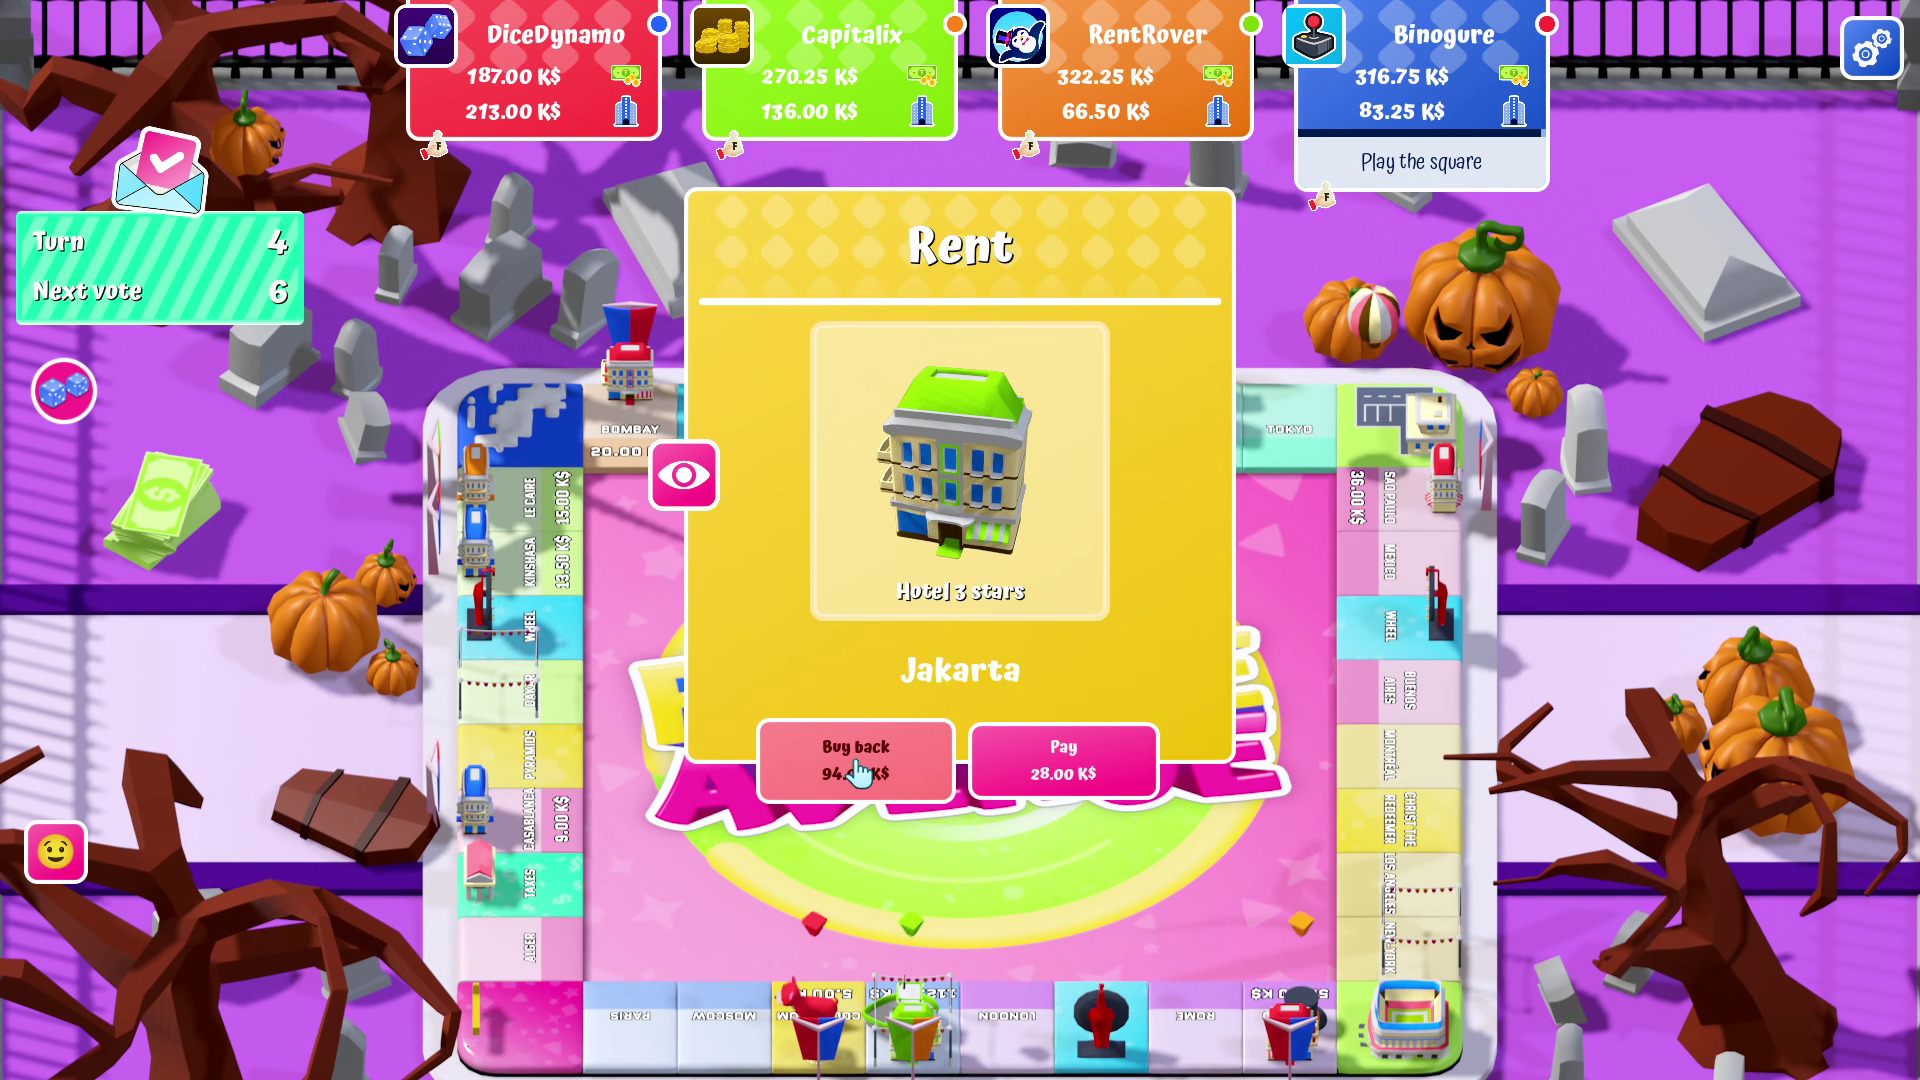 DiceDynamo
187.00 K$
213.00 K$
F
Capitalix
270.25 K$
136.00 K$
F
RentRover
322.25 K$
66.50 K$
F
Binogure
316.75 K$
83.25 K$
Play the square
F
Turn 4
Next vote 6
Rent
Hotel 3 stars
Jakarta
Buy back
Pay
28.00 K$
BOMBAY
20.00
TOKYO
LE CAIRE
15.00 K$
KINSHASA
13.50 K$
WHEEL
DAKAR
PYRAMIDS
CASABLANCA
9.00 K$
TAXES
ALGER
SAO PAULO
36.00 K$
MEXICO
WHEEL
BUENOS
AIRES
MONTRÉAL
CHRIST THE
REDEEMER
LOS ANGELES
NEW-YORK
PARIS
MOSCOW
LONDON
ROME